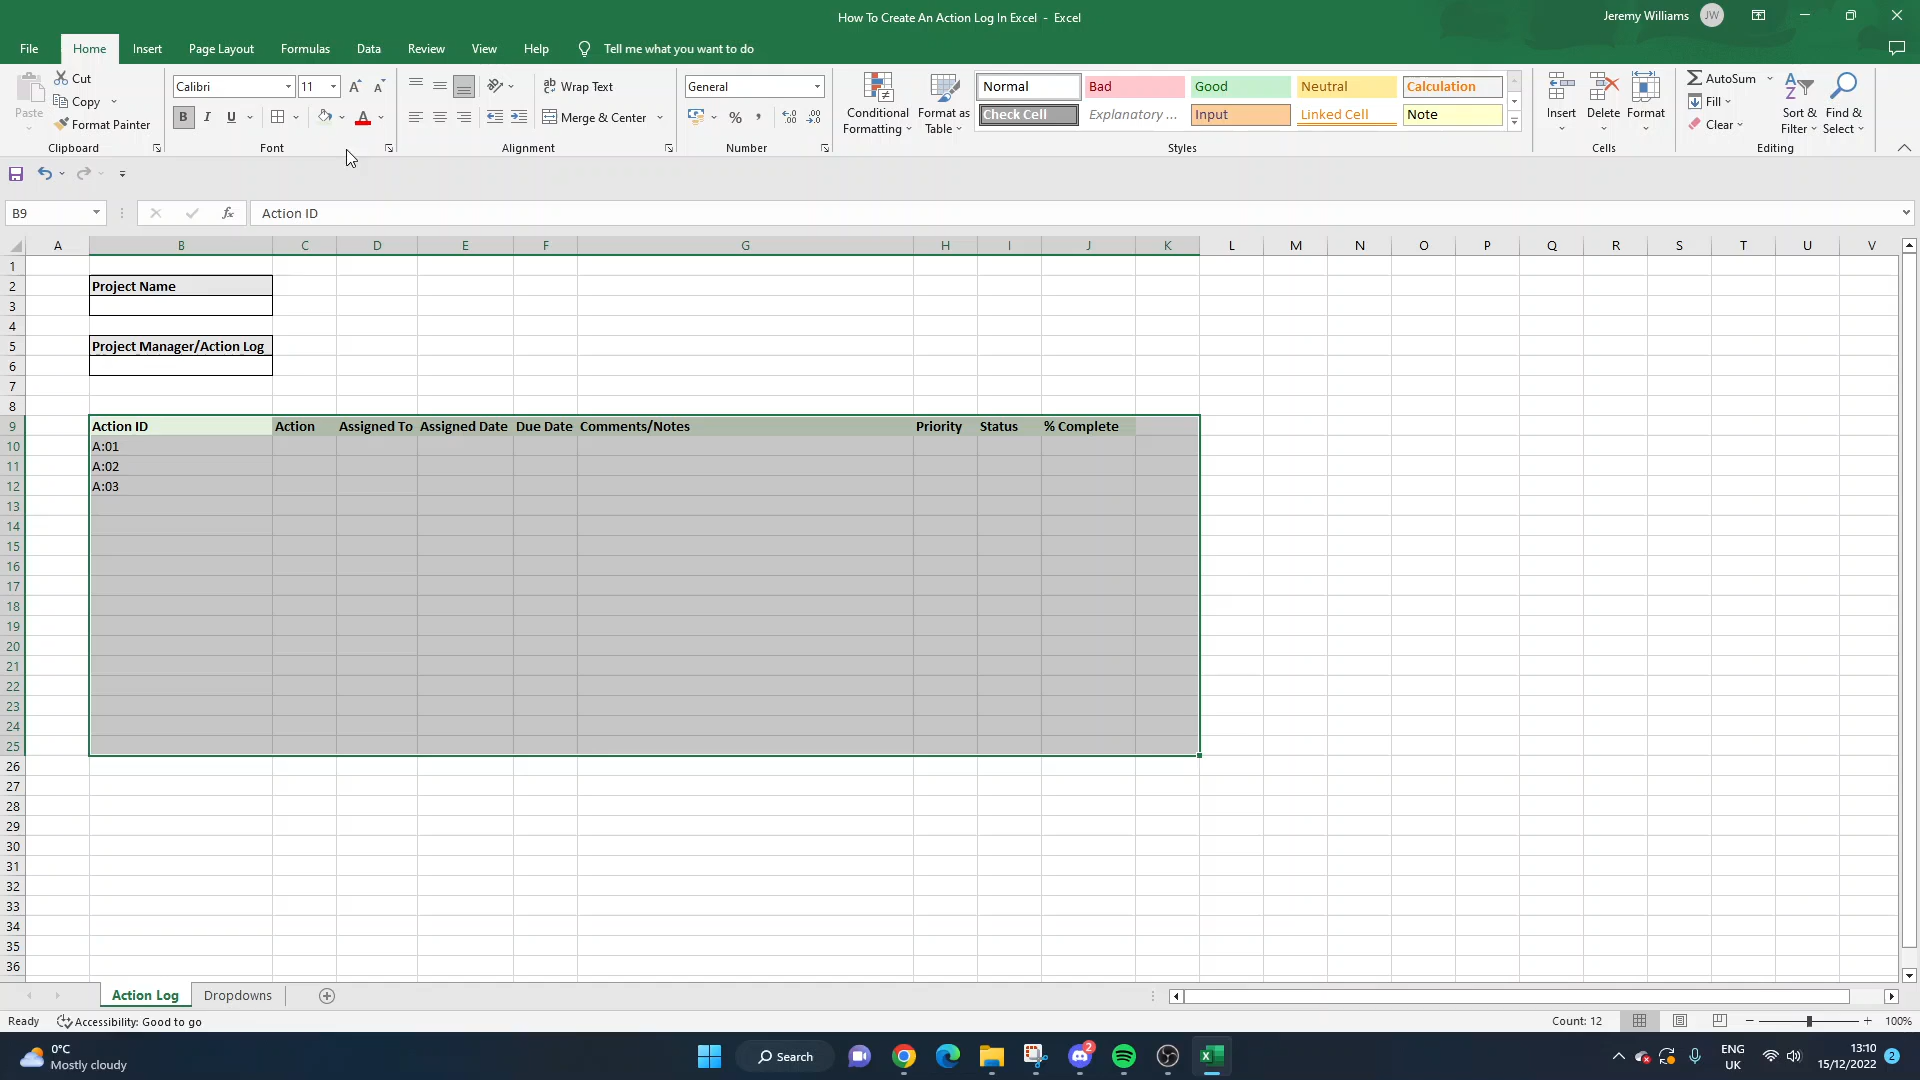 How To Create An Action Log In Excel - Excel
Jeremy Williams JW
File Home Insert Page Layout Formulas Data Review View Help Tell me what you want to do
Paste
Cut
Copy
Format Painter
Clipboard
Calibri 11 A A
B I U A
Font
Wrap Text
Merge & Center
Alignment
General
%
Number
Conditional Formatting
Format as Table
Normal Bad Good Neutral Calculation
Check Cell Explanatory ... Input Linked Cell Note
Styles
Insert Delete Format
Cells
AutoSum
Fill
Clear
Sort & Filter
Find & Select
Editing
B9 fx Action ID
A B C D E F G H I J K L M N O P Q R S T U V
1
2 Project Name
3
4
5 Project Manager/Action Log
6
7
8
9 Action ID Action Assigned To Assigned Date Due Date Comments/Notes Priority Status % Complete
10 A:01
11 A:02
12 A:03
13
14
15
16
17
18
19
20
21
22
23
24
25
26
27
28
29
30
31
32
33
34
35
36
Action Log Dropdowns
Ready Accessibility: Good to go Count: 12 100%
0°C
Mostly cloudy
Search
2
ENG
UK
13:10
15/12/2022
2